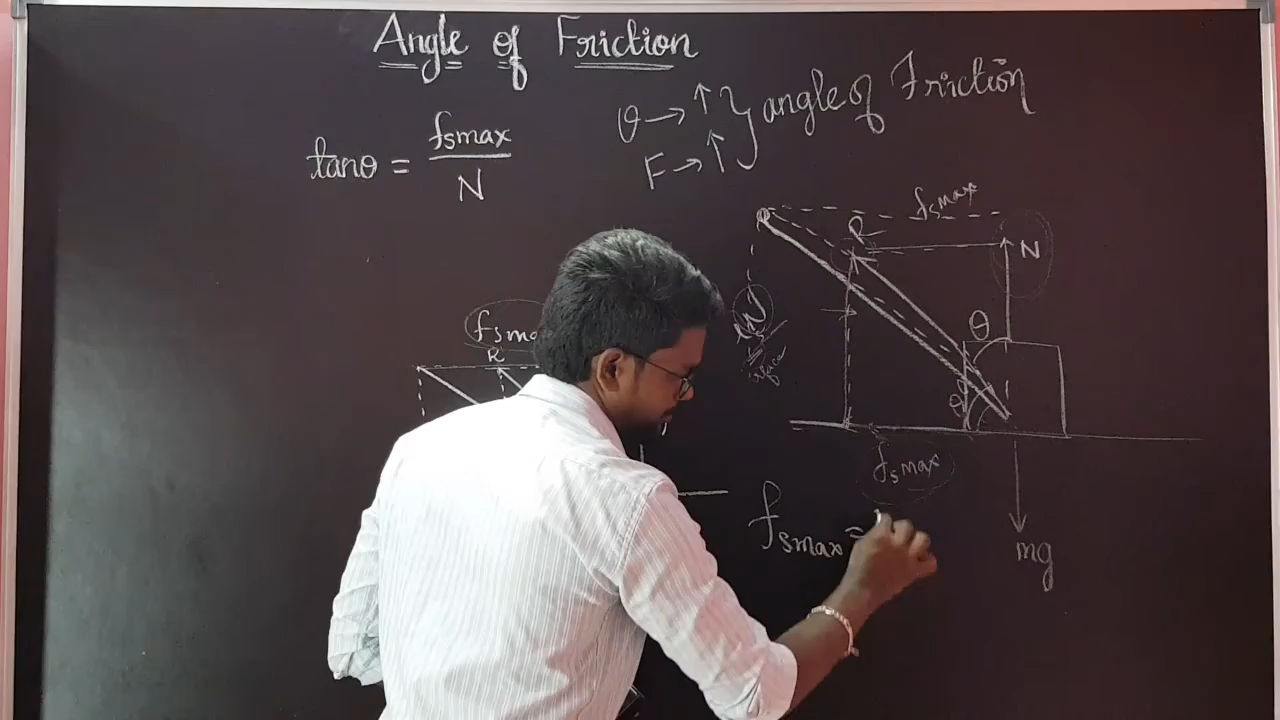 Angle of Friction
θ → ↑ } angle of Friction
F → ↑
tanθ = fsmax / N
fsmax
R
N
θ
N
fsmax
R
θ
fsmax
fsmax =
mg